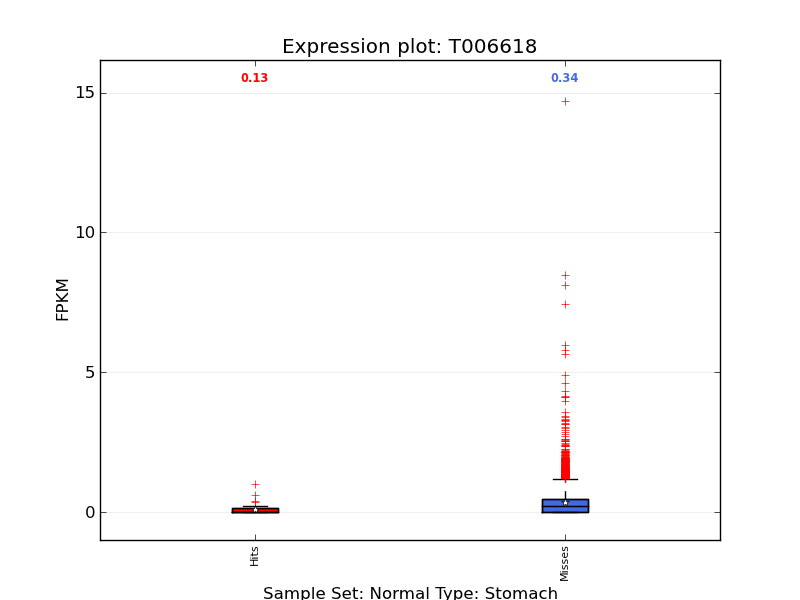 Expression plot: T006618
0.13
0.34
15
10
5
0
FPKM
Hits
Misses
Sample Set: Normal Type: Stomach